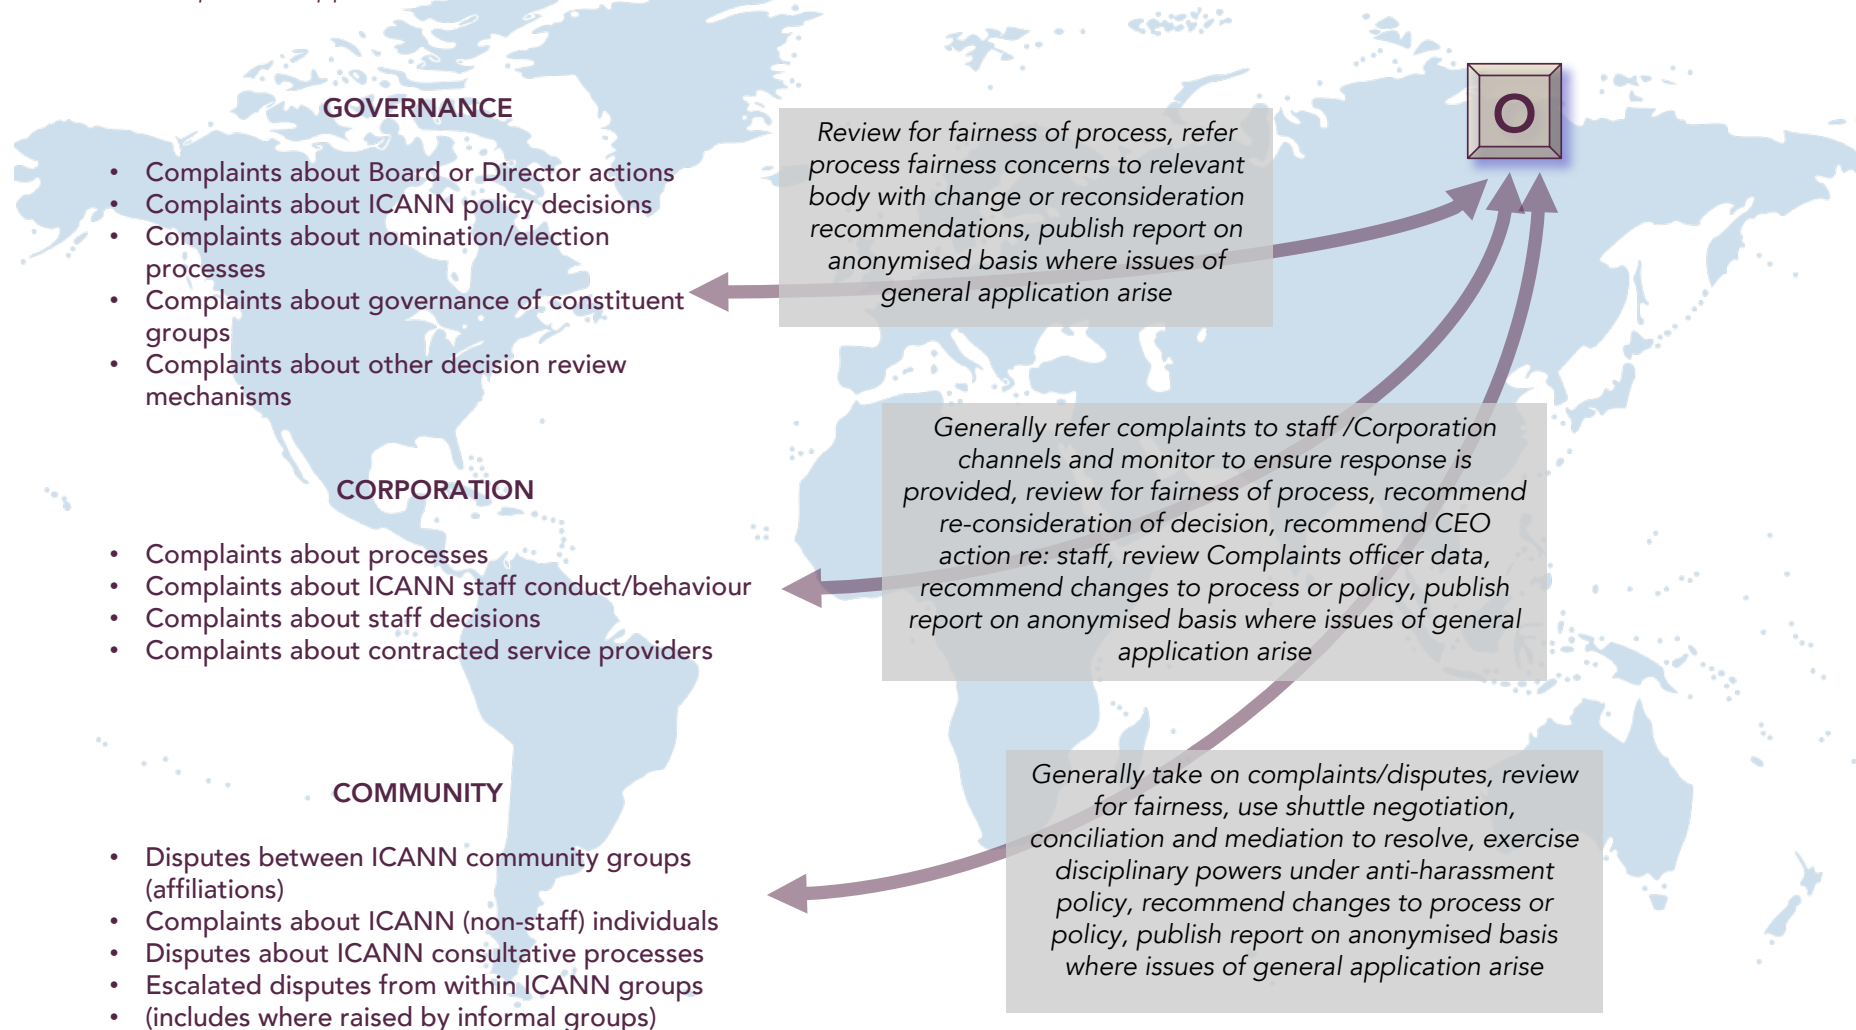 GOVERNANCE
• Complaints about Board or Director actions
• Complaints about ICANN policy decisions
• Complaints about nomination/election
processes
• Complaints about governance of constituent
groups
• Complaints about other decision review
mechanisms
Review for fairness of process, refer
process fairness concerns to relevant
body with change or reconsideration
recommendations, publish report on
anonymised basis where issues of
general application arise
O
CORPORATION
• Complaints about processes
• Complaints about ICANN staff conduct/behaviour
• Complaints about staff decisions
• Complaints about contracted service providers
Generally refer complaints to staff /Corporation
channels and monitor to ensure response is
provided, review for fairness of process, recommend
re-consideration of decision, recommend CEO
action re: staff, review Complaints officer data,
recommend changes to process or policy, publish
report on anonymised basis where issues of general
application arise
COMMUNITY
• Disputes between ICANN community groups
(affiliations)
• Complaints about ICANN (non-staff) individuals
• Disputes about ICANN consultative processes
• Escalated disputes from within ICANN groups
• (includes where raised by informal groups)
Generally take on complaints/disputes, review
for fairness, use shuttle negotiation,
conciliation and mediation to resolve, exercise
disciplinary powers under anti-harassment
policy, recommend changes to process or
policy, publish report on anonymised basis
where issues of general application arise